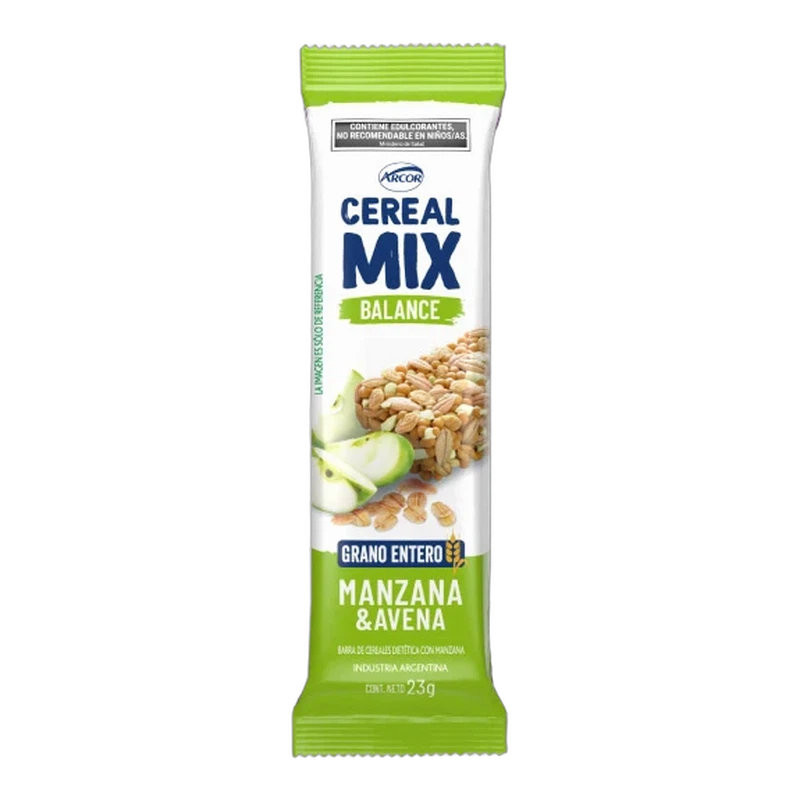 CONTIENE EDULCORANTES,
NO RECOMENDABLE EN NIÑOS/AS.
Ministerio de Salud
ARCOR
CEREAL
MIX
BALANCE
LA IMAGEN ES SÓLO DE REFERENCIA
GRANO ENTERO
MANZANA
&AVENA
BARRA DE CEREALES DIETÉTICA CON MANZANA
INDUSTRIA ARGENTINA
CONT. NETO 23g